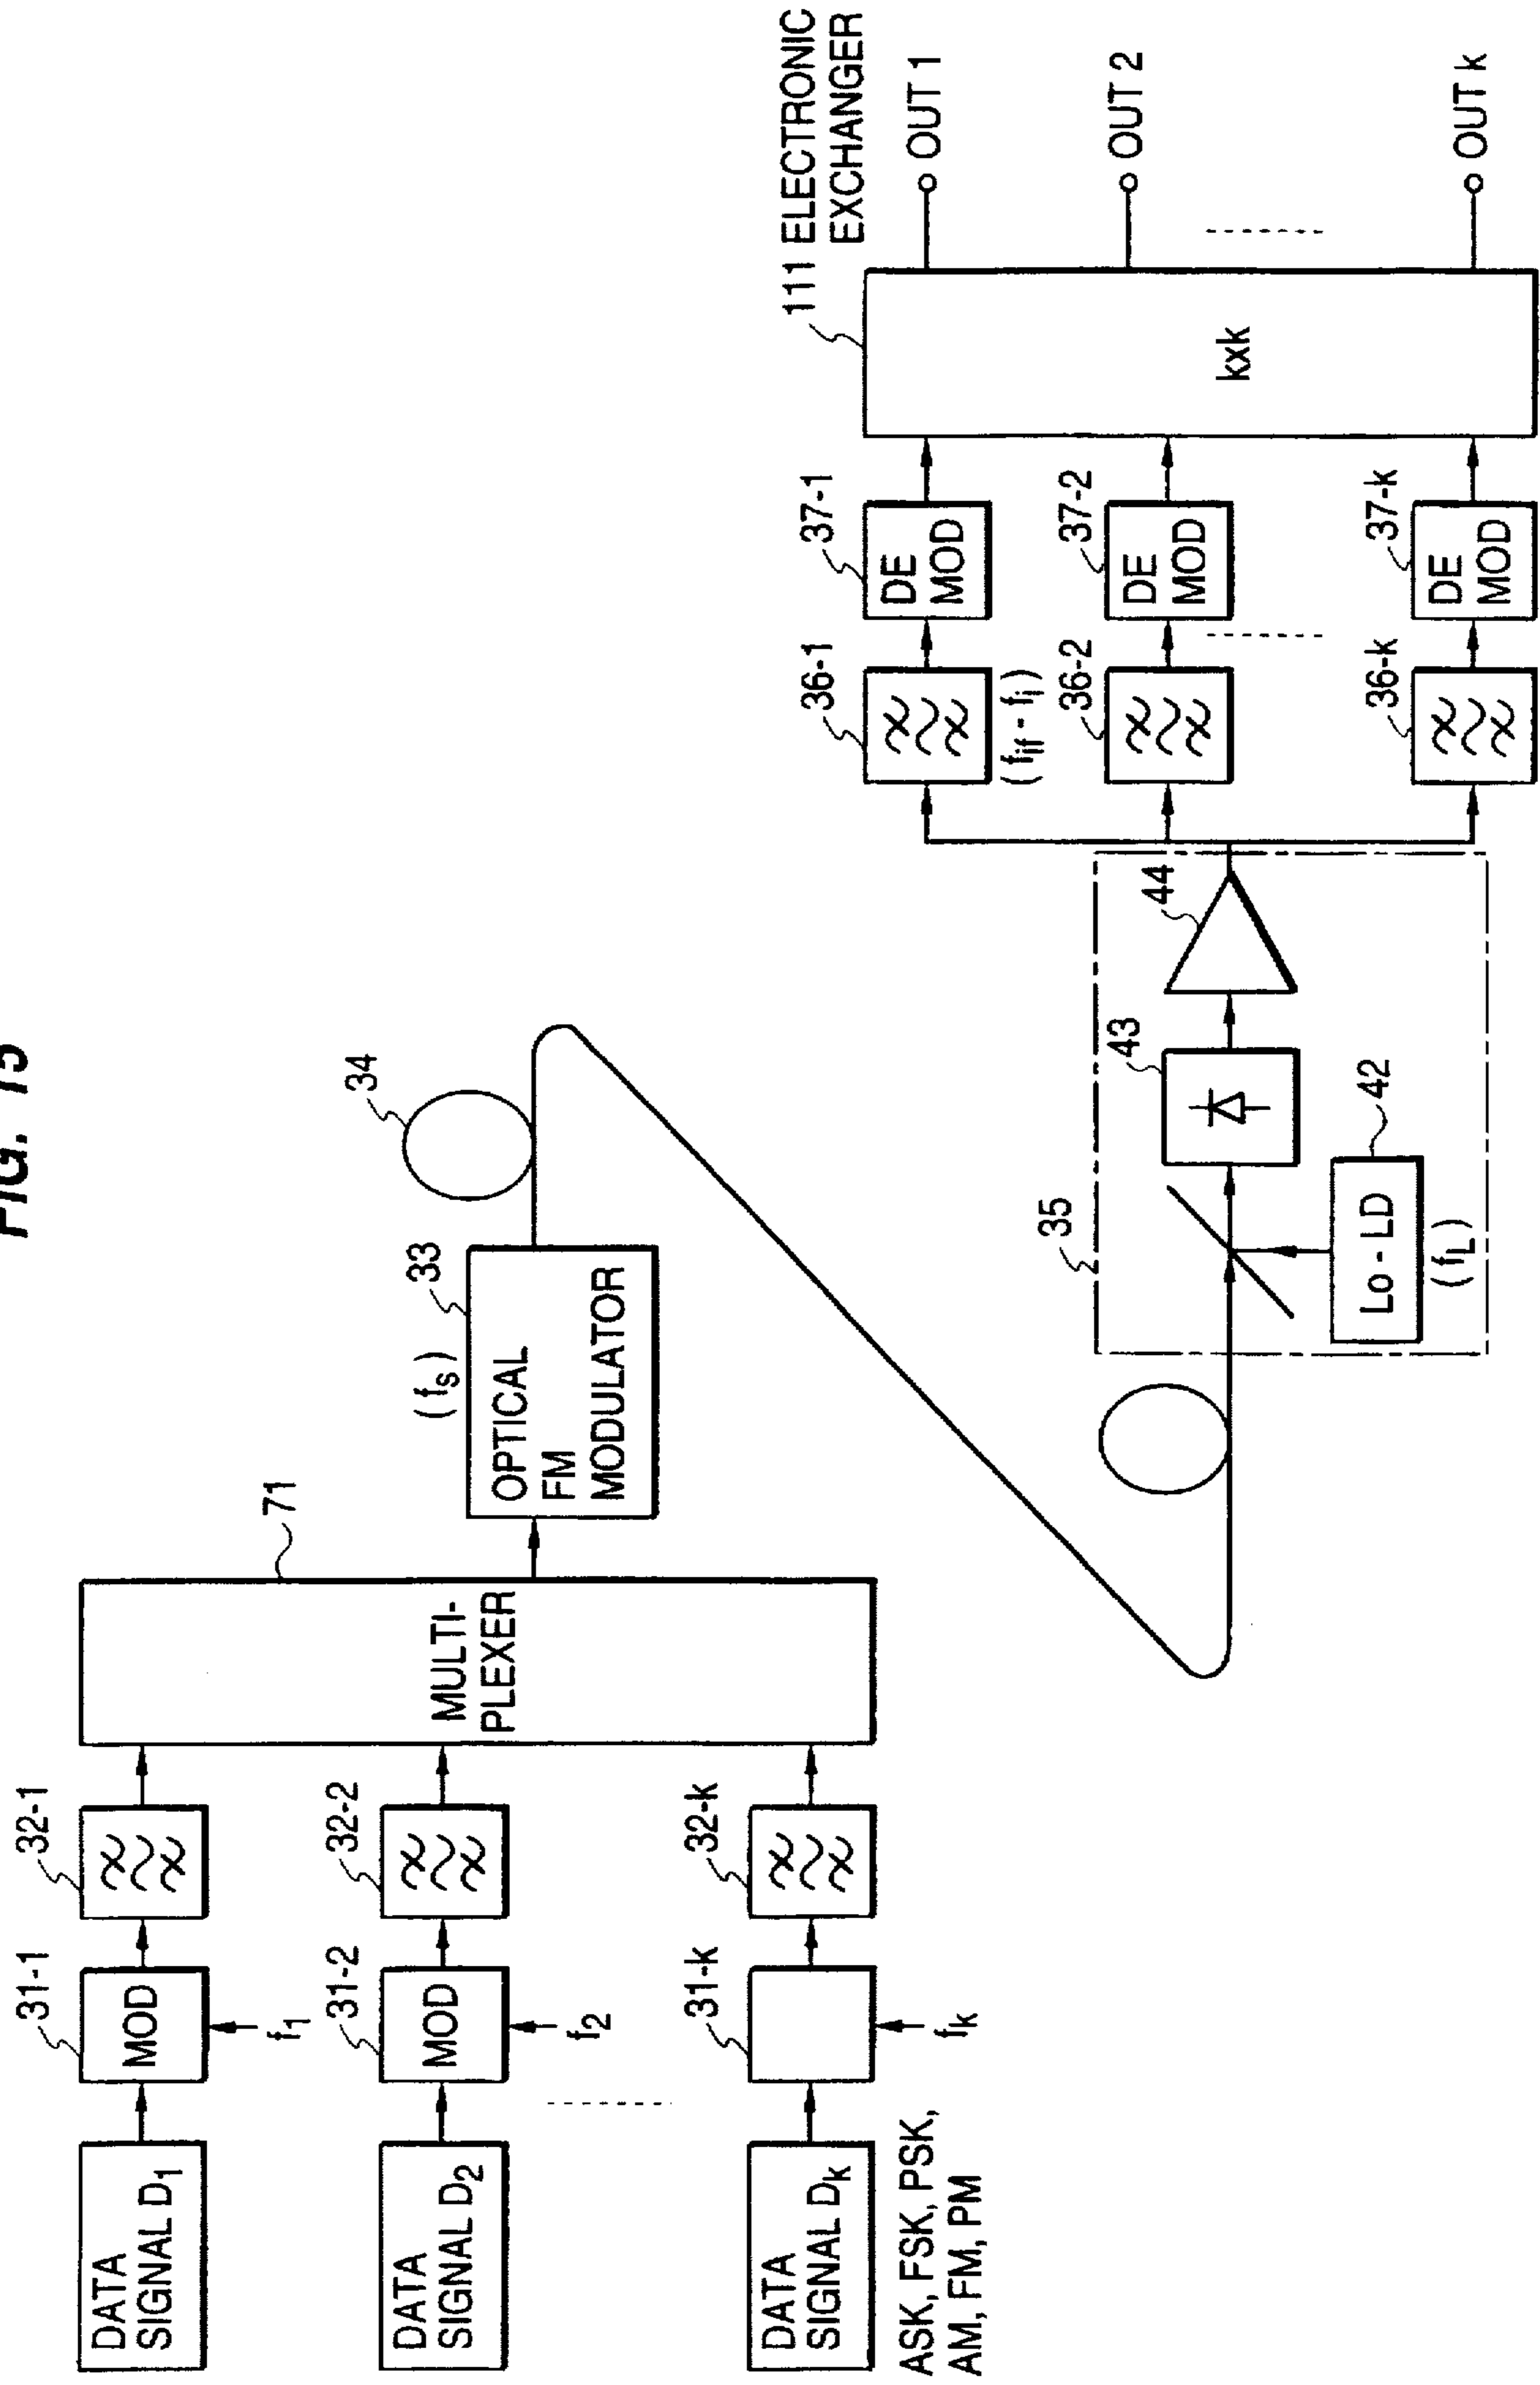 FIG. 15
DATA
SIGNAL D1
31-1
MOD
f1
32-1
DATA
SIGNAL D2
31-2
MOD
f2
32-2
DATA
SIGNAL Dk
31-k
fk
32-k
ASK, FSK, PSK,
AM, FM, PM
MULTI-
PLEXER
71
(fs)
33
OPTICAL
FM
MODULATOR
34
35
Lo - LD
(fL)
42
43
44
36-1
(fif - fi)
37-1
DE
MOD
36-2
37-2
DE
MOD
36-k
37-k
DE
MOD
111 ELECTRONIC
EXCHANGER
kxk
OUT 1
OUT 2
OUT k